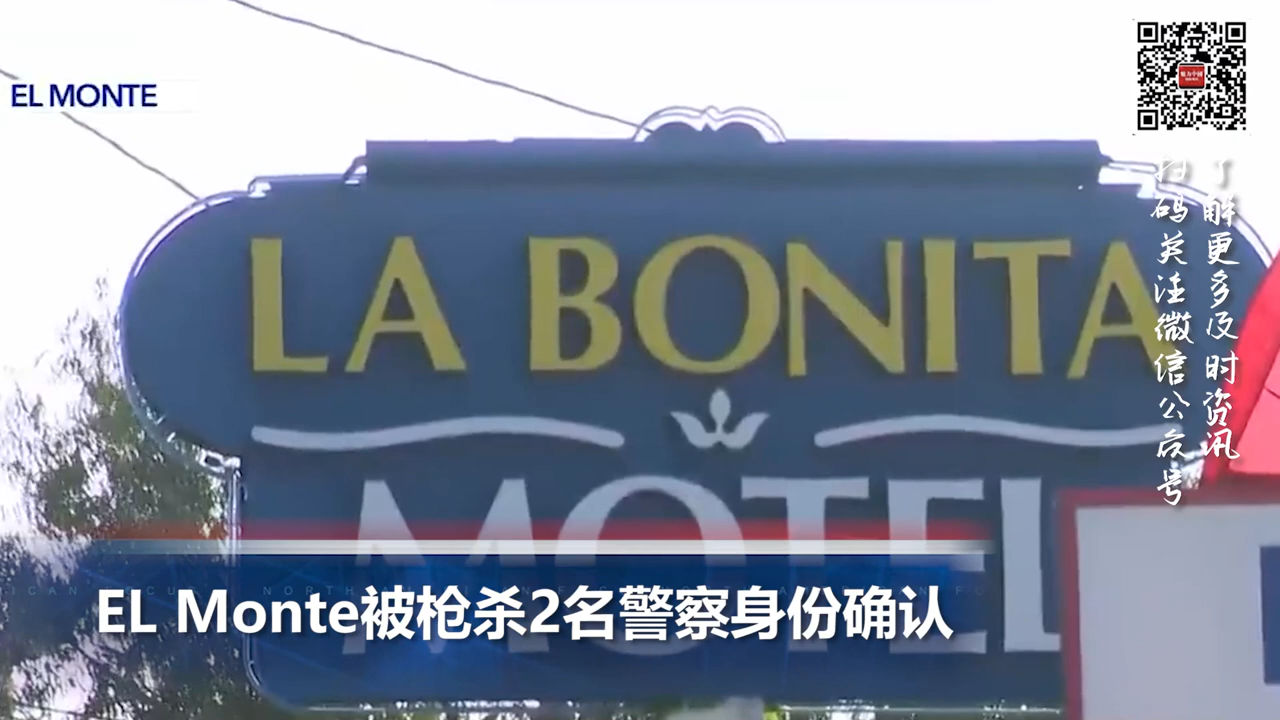 EL MONTE
LA BONITA
MOTEL
EL Monte被枪杀2名警察身份确认
了解更多及时资讯
扫码关注微信公众号